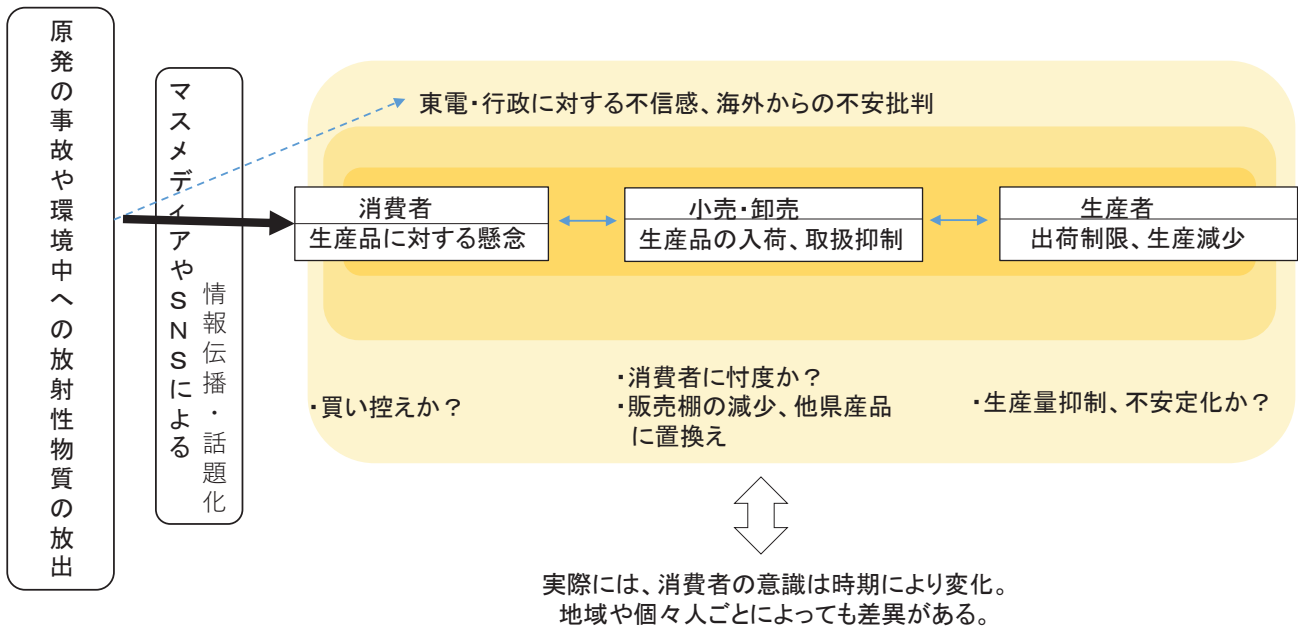 原発の事故や環境中への放射性物質の放出
マスメディアやSNSによる
情報伝播・話題化
東電・行政に対する不信感、海外からの不安批判
消費者
生産品に対する懸念
小売・卸売
生産品の入荷、取扱抑制
生産者
出荷制限、生産減少
・買い控えか？
・消費者に忖度か？
・販売棚の減少、他県産品
に置換え
・生産量抑制、不安定化か？
実際には、消費者の意識は時期により変化。
地域や個々人ごとによっても差異がある。